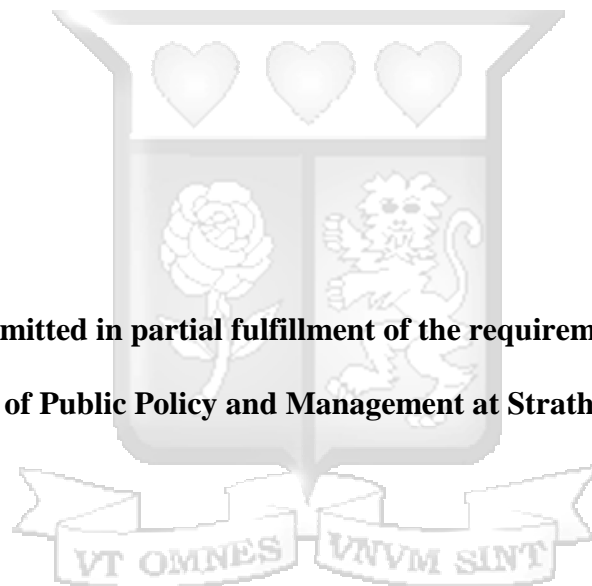 mitted in partial fulfillment of the requirem
of Public Policy and Management at Strath
VT OMNES VNVM SINT